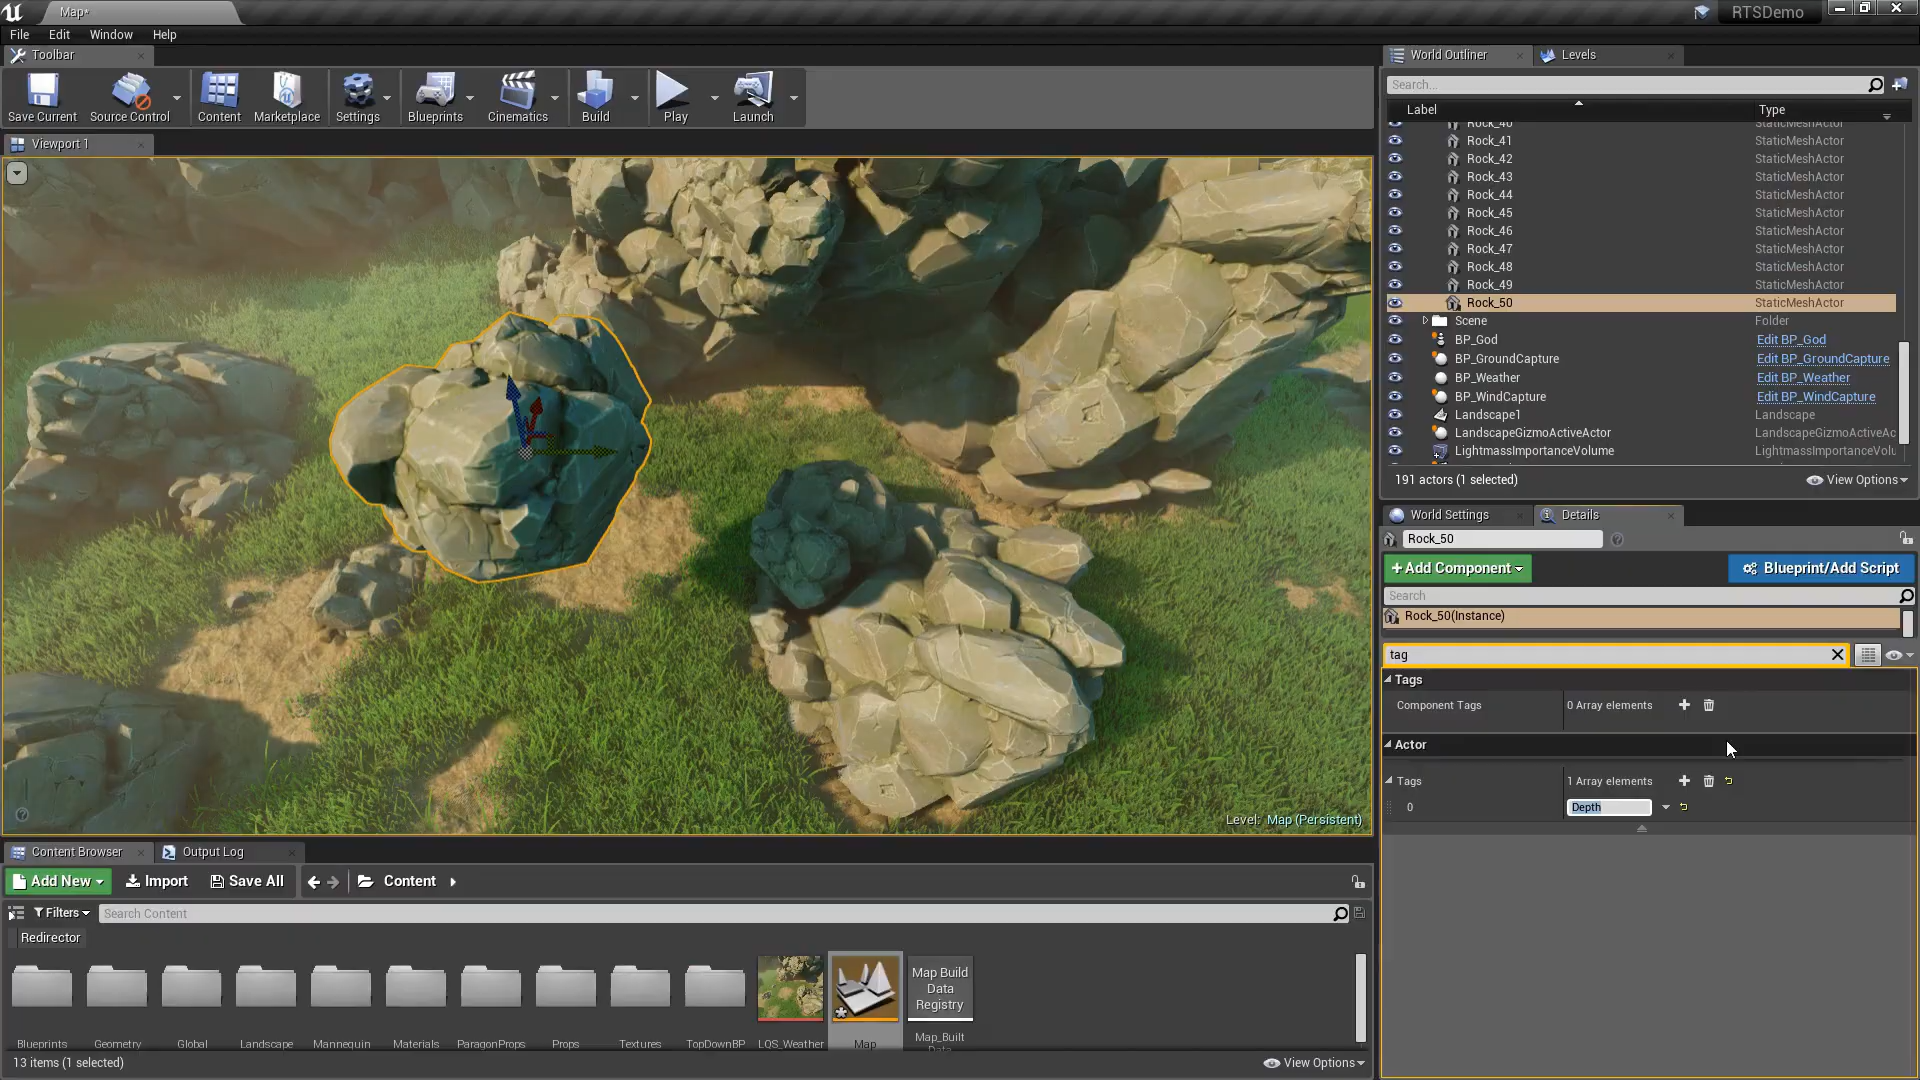 Map*
RTSDemo
File Edit Window Help
Toolbar
Save Current
Source Control
Content
Marketplace
Settings
Blueprints
Cinematics
Build
Play
Launch
Viewport 1
Level: Map (Persistent)
World Outliner
Levels
Search...
Label Type
Rock_40 StaticMeshActor
Rock_41 StaticMeshActor
Rock_42 StaticMeshActor
Rock_43 StaticMeshActor
Rock_44 StaticMeshActor
Rock_45 StaticMeshActor
Rock_46 StaticMeshActor
Rock_47 StaticMeshActor
Rock_48 StaticMeshActor
Rock_49 StaticMeshActor
Rock_50 StaticMeshActor
Scene Folder
BP_God Edit BP_God
BP_GroundCapture Edit BP_GroundCapture
BP_Weather Edit BP_Weather
BP_WindCapture Edit BP_WindCapture
Landscape1 Landscape
LandscapeGizmoActiveActor LandscapeGizmoActiveAc
LightmassImportanceVolume LightmassImportanceVolu
191 actors (1 selected)
View Options
World Settings
Details
Rock_50
+Add Component
Blueprint/Add Script
Search
Rock_50(Instance)
tag
Tags
Component Tags 0 Array elements
Actor
Tags 1 Array elements
0 Depth
Content Browser
Output Log
Add New
Import
Save All
Content
Filters
Search Content
Redirector
Map Build
Data
Registry
Blueprints
Geometry
Global
Landscape
Mannequin
Materials
ParagonProps
Props
Textures
TopDownBP
LQS_Weather
Map
Map_Built
Data
13 items (1 selected)
View Options